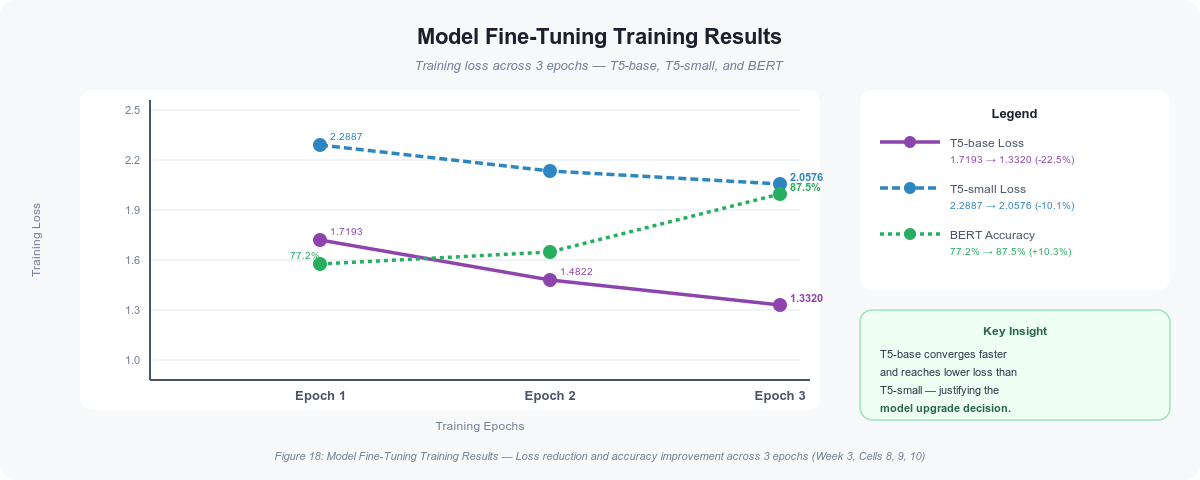 Model Fine-Tuning Training Results
Training loss across 3 epochs — T5-base, T5-small, and BERT
Training Loss
2.5
2.2
1.9
1.6
1.3
1.0
2.2887
2.0576
87.5%
1.7193
77.2%
1.4822
1.3320
Epoch 1
Epoch 2
Epoch 3
Training Epochs
Legend
T5-base Loss
1.7193 → 1.3320 (-22.5%)
T5-small Loss
2.2887 → 2.0576 (-10.1%)
BERT Accuracy
77.2% → 87.5% (+10.3%)
Key Insight
T5-base converges faster
and reaches lower loss than
T5-small — justifying the
model upgrade decision.
Figure 18: Model Fine-Tuning Training Results — Loss reduction and accuracy improvement across 3 epochs (Week 3, Cells 8, 9, 10)